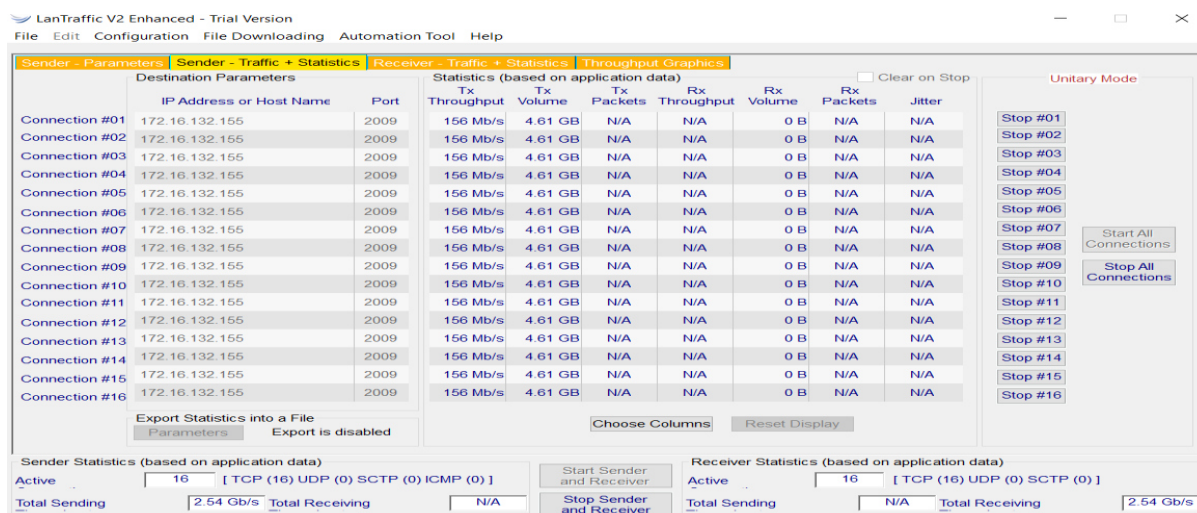 LanTraffic V2 Enhanced - Trial Version
File Edit Configuration File Downloading Automation Tool Help
Sender - Parameters Sender - Traffic + Statistics Receiver - Traffic + Statistics Throughput Graphics
Destination Parameters Statistics (based on application data) Clear on Stop Unitary Mode
IP Address or Host Name Port Tx Throughput Tx Volume Tx Packets Rx Throughput Rx Volume Rx Packets Jitter
Connection #01 172.16.132.155 2009 156 Mb/s 4.61 GB N/A N/A 0 B N/A N/A Stop #01
Connection #02 172.16.132.155 2009 156 Mb/s 4.61 GB N/A N/A 0 B N/A N/A Stop #02
Connection #03 172.16.132.155 2009 156 Mb/s 4.61 GB N/A N/A 0 B N/A N/A Stop #03
Connection #04 172.16.132.155 2009 156 Mb/s 4.61 GB N/A N/A 0 B N/A N/A Stop #04
Connection #05 172.16.132.155 2009 156 Mb/s 4.61 GB N/A N/A 0 B N/A N/A Stop #05
Connection #06 172.16.132.155 2009 156 Mb/s 4.61 GB N/A N/A 0 B N/A N/A Stop #06
Connection #07 172.16.132.155 2009 156 Mb/s 4.61 GB N/A N/A 0 B N/A N/A Stop #07 Start All
Connection #08 172.16.132.155 2009 156 Mb/s 4.61 GB N/A N/A 0 B N/A N/A Stop #08 Connections
Connection #09 172.16.132.155 2009 156 Mb/s 4.61 GB N/A N/A 0 B N/A N/A Stop #09 Stop All
Connection #10 172.16.132.155 2009 156 Mb/s 4.61 GB N/A N/A 0 B N/A N/A Stop #10 Connections
Connection #11 172.16.132.155 2009 156 Mb/s 4.61 GB N/A N/A 0 B N/A N/A Stop #11
Connection #12 172.16.132.155 2009 156 Mb/s 4.61 GB N/A N/A 0 B N/A N/A Stop #12
Connection #13 172.16.132.155 2009 156 Mb/s 4.61 GB N/A N/A 0 B N/A N/A Stop #13
Connection #14 172.16.132.155 2009 156 Mb/s 4.61 GB N/A N/A 0 B N/A N/A Stop #14
Connection #15 172.16.132.155 2009 156 Mb/s 4.61 GB N/A N/A 0 B N/A N/A Stop #15
Connection #16 172.16.132.155 2009 156 Mb/s 4.61 GB N/A N/A 0 B N/A N/A Stop #16
Export Statistics into a File
Parameters Export is disabled Choose Columns Reset Display
Sender Statistics (based on application data) Start Sender and Receiver Receiver Statistics (based on application data)
Active 16 [ TCP (16) UDP (0) SCTP (0) ICMP (0) ] Active 16 [ TCP (16) UDP (0) SCTP (0) ]
Total Sending 2.54 Gb/s Total Receiving N/A Stop Sender and Receiver Total Sending N/A Total Receiving 2.54 Gb/s